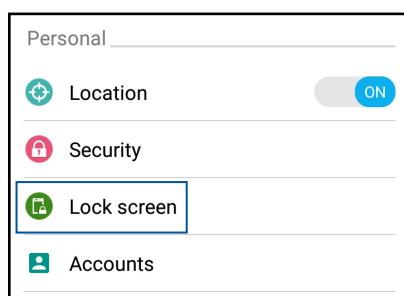 Personal
Location ON
Security
Lock screen
Accounts